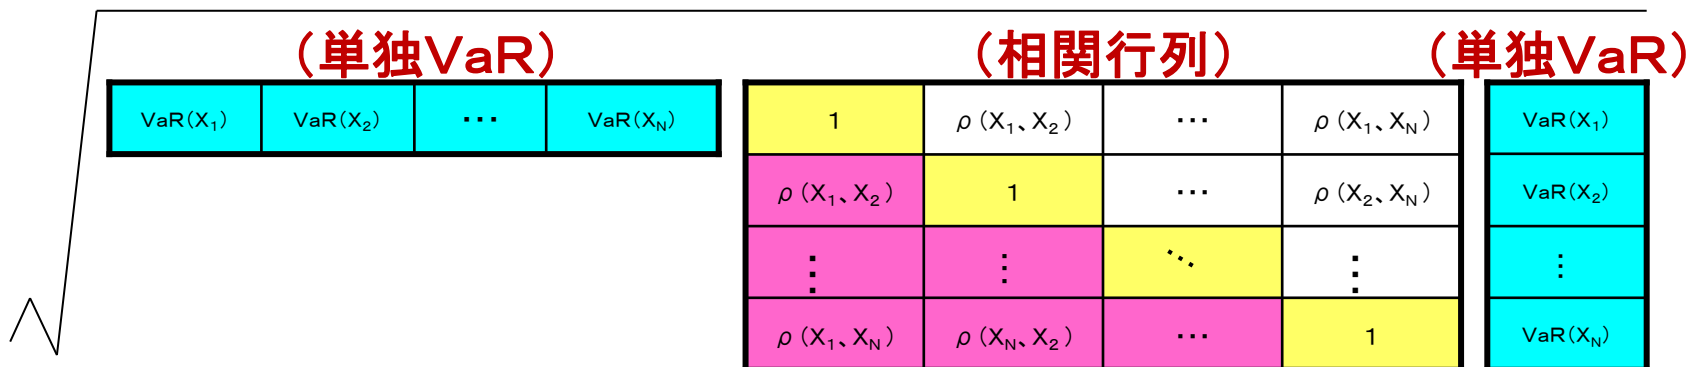 （単独VaR） （相関行列） （単独VaR）
VaR(X1) VaR(X2) ･･･ VaR(XN) 1 ρ（X1、X2） ･･･ ρ（X1、XN） VaR(X1)
ρ（X1、X2） 1 ･･･ ρ（X2、XN） VaR(X2)
⋮ ⋮ ⋱ ⋮ ⋮
ρ（X1、XN） ρ（XN、X2） ･･･ 1 VaR(XN)